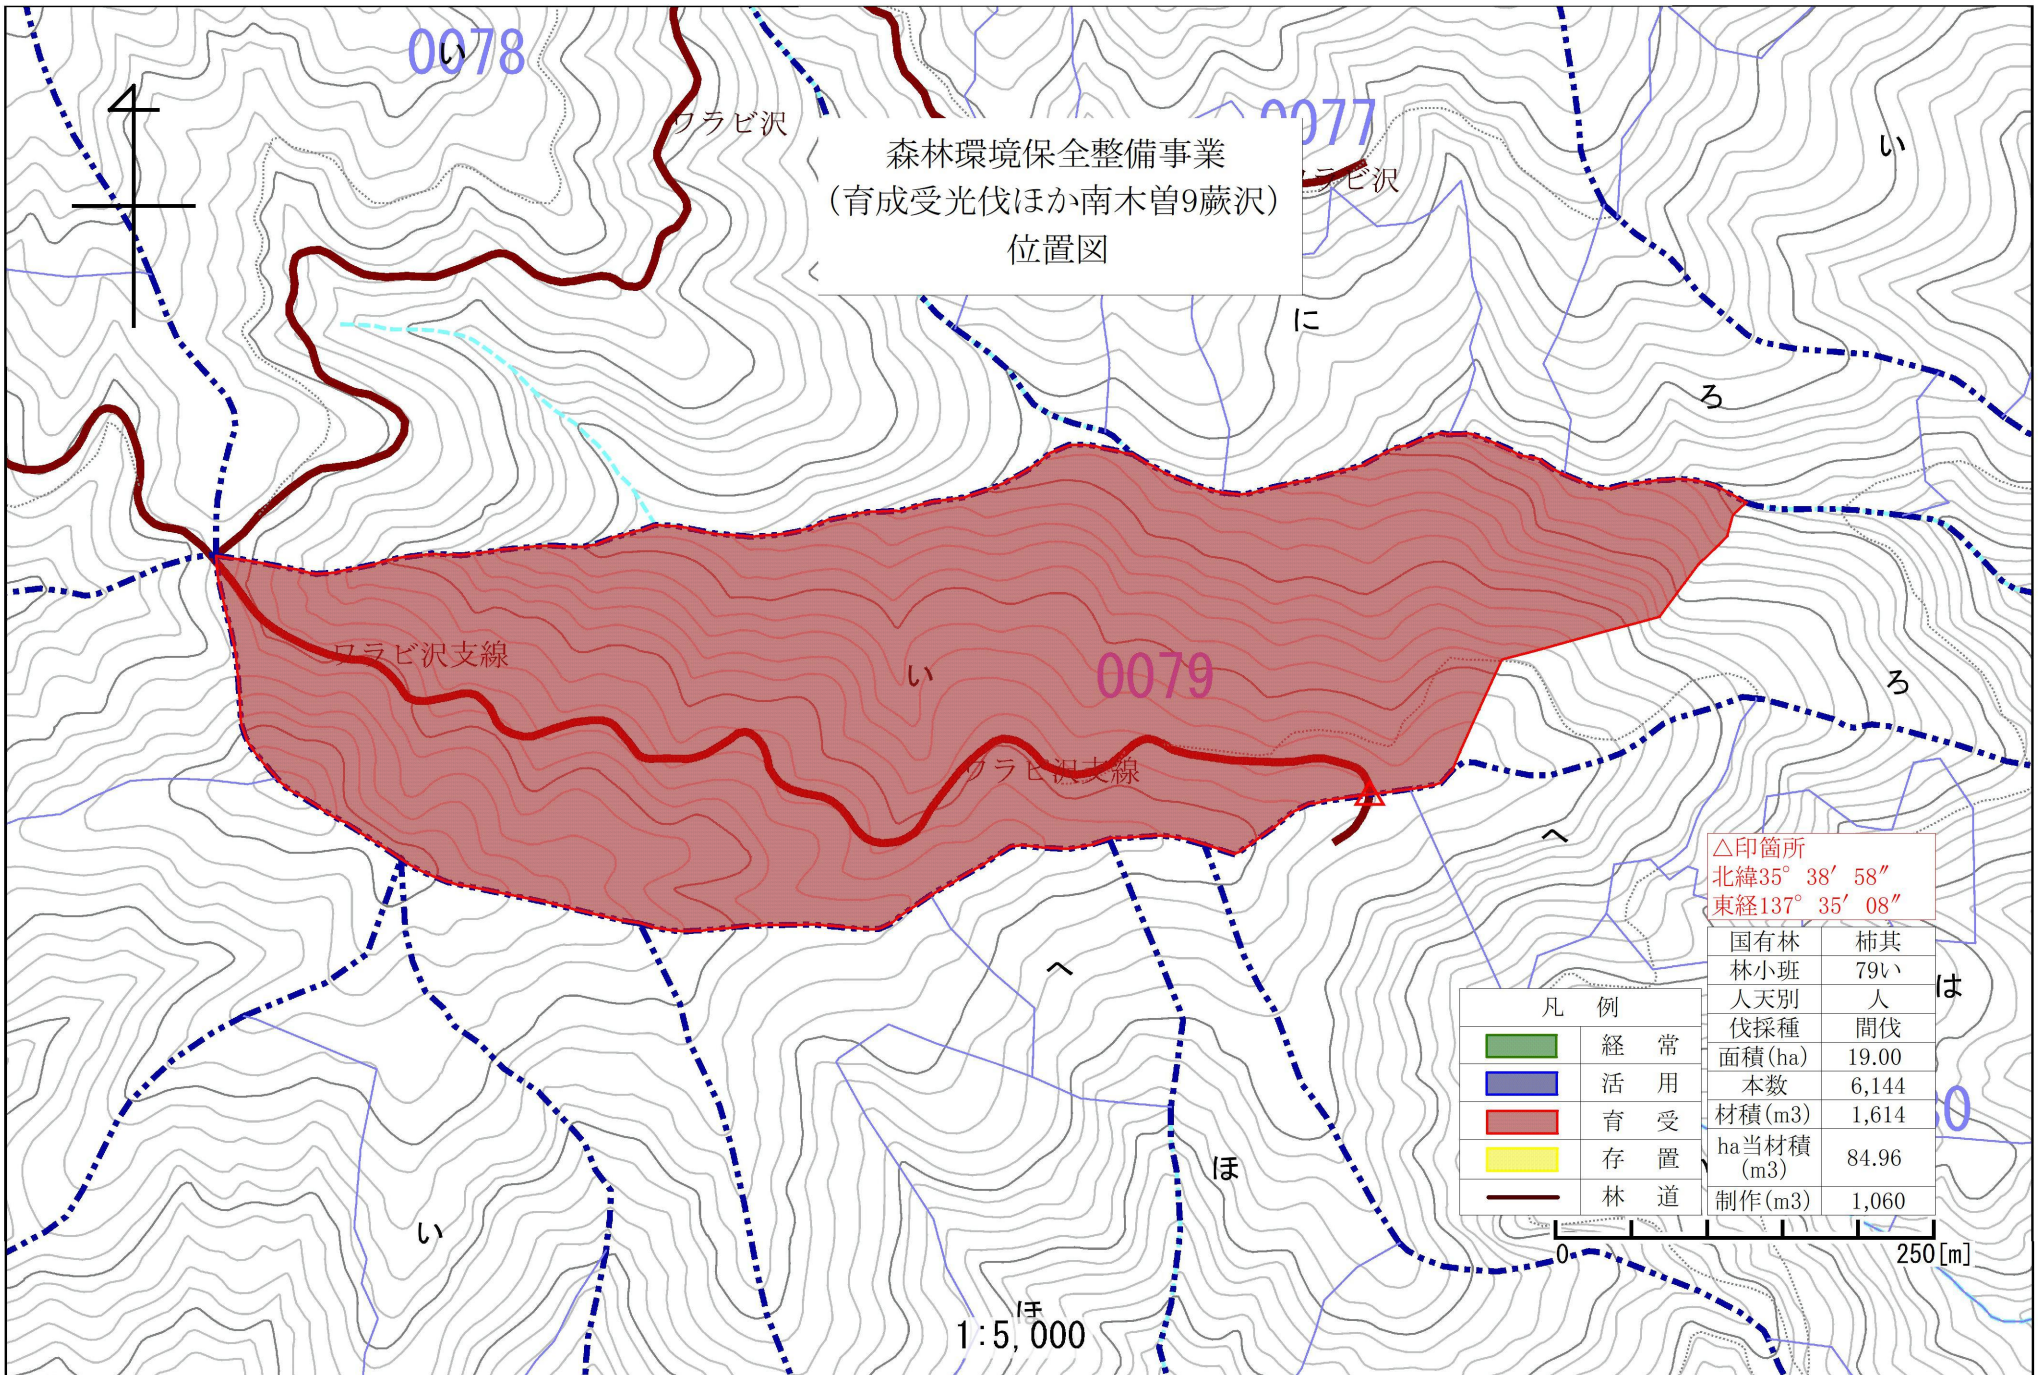 0078
い
ワラビ沢
0077
い
森林環境保全整備事業
(育成受光伐ほか南木曽9蕨沢)
位置図
ラビ沢
に
ろ
ワラビ沢支線
い
0079
ろ
ワラビ沢支線
へ
△印箇所
北緯35°38′58″
東経137°35′08″
へ
国有林 柿其
林小班 79い
人天別 人
伐採種 間伐
面積(ha) 19.00
本数 6,144
材積(m3) 1,614
ha当材積
(m3) 84.96
制作(m3) 1,060
は
凡 例
経 常
活 用
育 受
存 置
林 道
0
ほ
い
0 250[m]
ほ
1:5,000